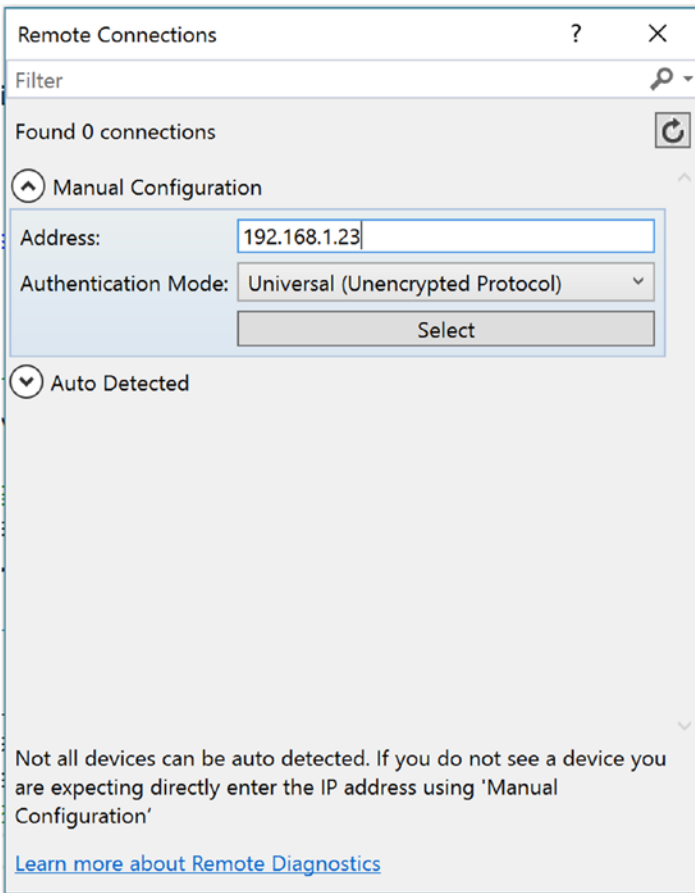 Remote Connections ?
Filter
Found 0 connections
Manual Configuration
Address: 192.168.1.23
Authentication Mode: Universal (Unencrypted Protocol)
Select
Auto Detected
Not all devices can be auto detected. If you do not see a device you
are expecting directly enter the IP address using 'Manual
Configuration'
Learn more about Remote Diagnostics